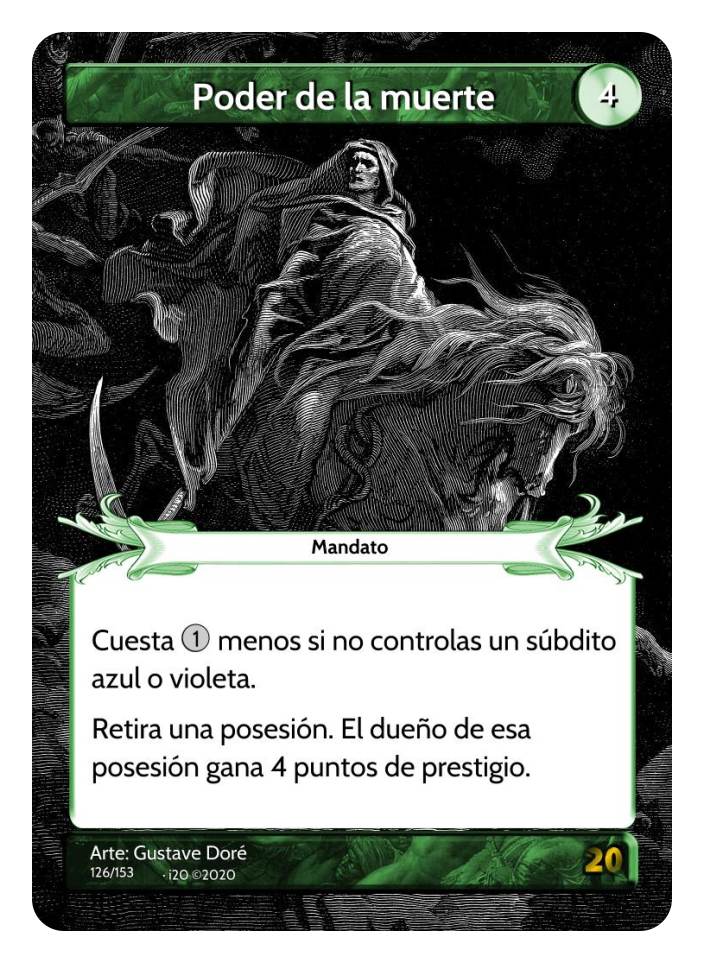 Poder de la muerte 4
Mandato
Cuesta 1 menos si no controlas un súbdito
azul o violeta.
Retira una posesión. El dueño de esa
posesión gana 4 puntos de prestigio.
Arte: Gustave Doré
126/153 · i20 ©2020
20